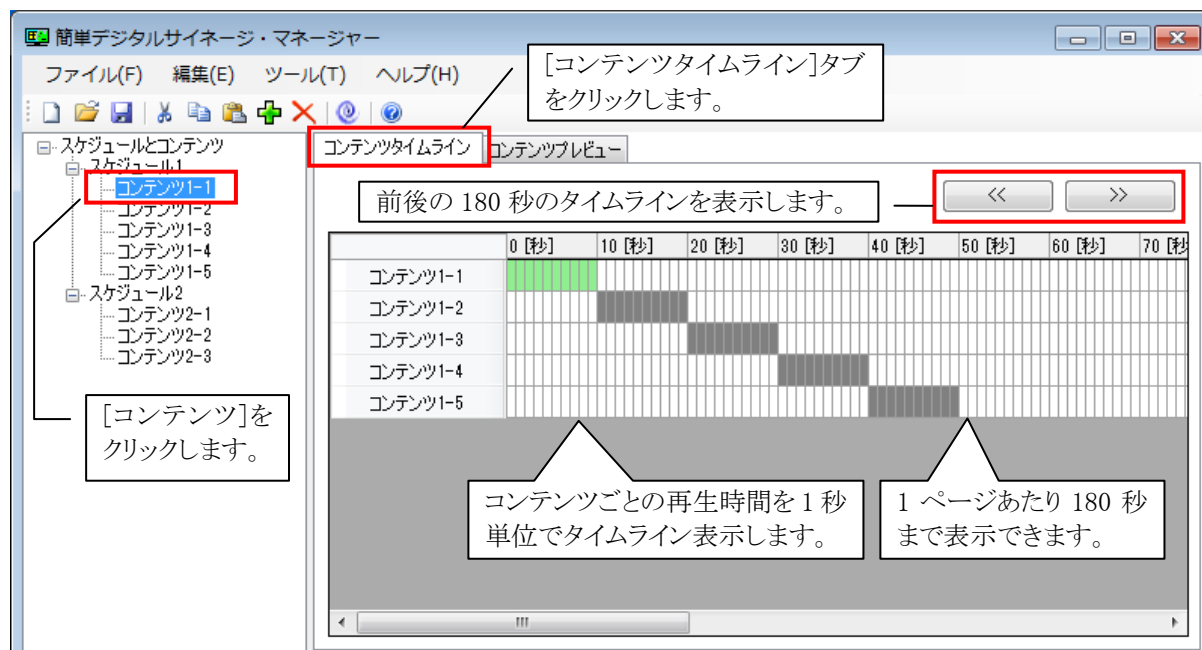 簡単デジタルサイネージ・マネージャー
ファイル(F) 編集(E) ツール(T) ヘルプ(H)
[コンテンツタイムライン]タブ
をクリックします。
コンテンツタイムライン コンテンツプレビュー
スケジュールとコンテンツ
スケジュール1
コンテンツ1-1
コンテンツ1-2
コンテンツ1-3
コンテンツ1-4
コンテンツ1-5
スケジュール2
コンテンツ2-1
コンテンツ2-2
コンテンツ2-3
[コンテンツ]を
クリックします。
前後の 180 秒のタイムラインを表示します。
<< >>
0 [秒] 10 [秒] 20 [秒] 30 [秒] 40 [秒] 50 [秒] 60 [秒] 70 [秒
コンテンツ1-1
コンテンツ1-2
コンテンツ1-3
コンテンツ1-4
コンテンツ1-5
コンテンツごとの再生時間を 1 秒
単位でタイムライン表示します。
1 ページあたり 180 秒
まで表示できます。